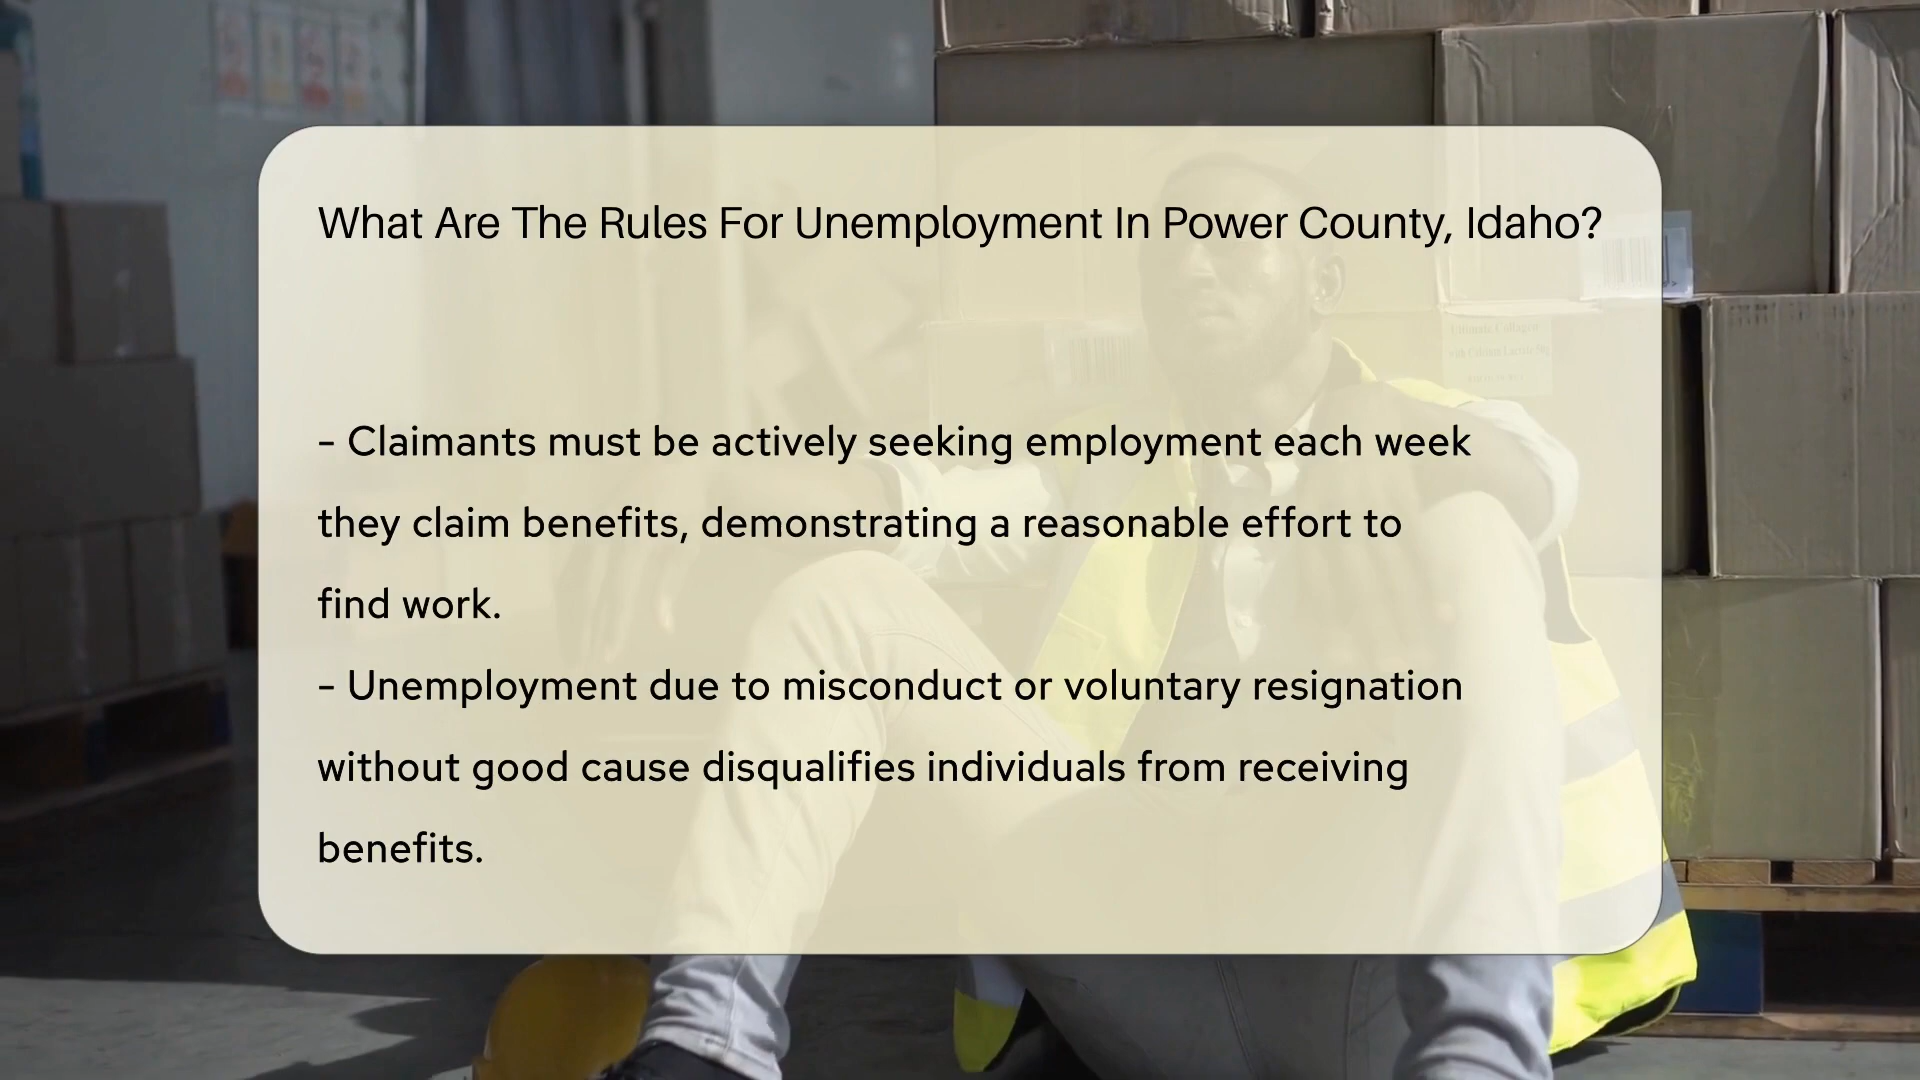 What Are The Rules For Unemployment In Power County, Idaho?
– Claimants must be actively seeking employment each week
they claim benefits, demonstrating a reasonable effort to
find work.
– Unemployment due to misconduct or voluntary resignation
without good cause disqualifies individuals from receiving
benefits.